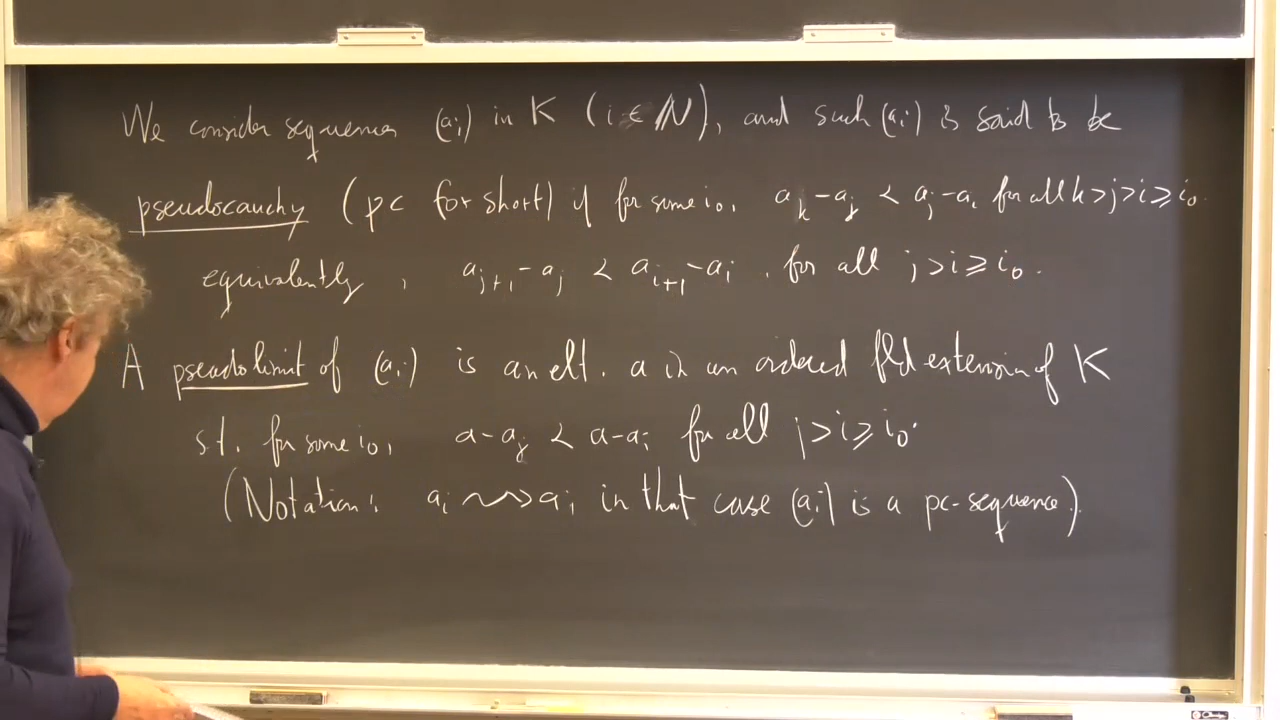 We consider sequences (aᵢ) in K (i ∈ ℕ), and such (aᵢ) is said to be
pseudocauchy (pc for short) if for some i₀, aₖ-aⱼ < aⱼ-aᵢ for all k>j>i≥i₀.
equivalently, aⱼ₊₁-aⱼ < aᵢ₊₁-aᵢ, for all j>i≥i₀.
A pseudolimit of (aᵢ) is an elt. a in an ordered fld extension of K
s.t. for some i₀, a-aⱼ < a-aᵢ for all j>i≥i₀.
(Notation: aᵢ ⇝ a; in that case (aᵢ) is a pc-sequence).